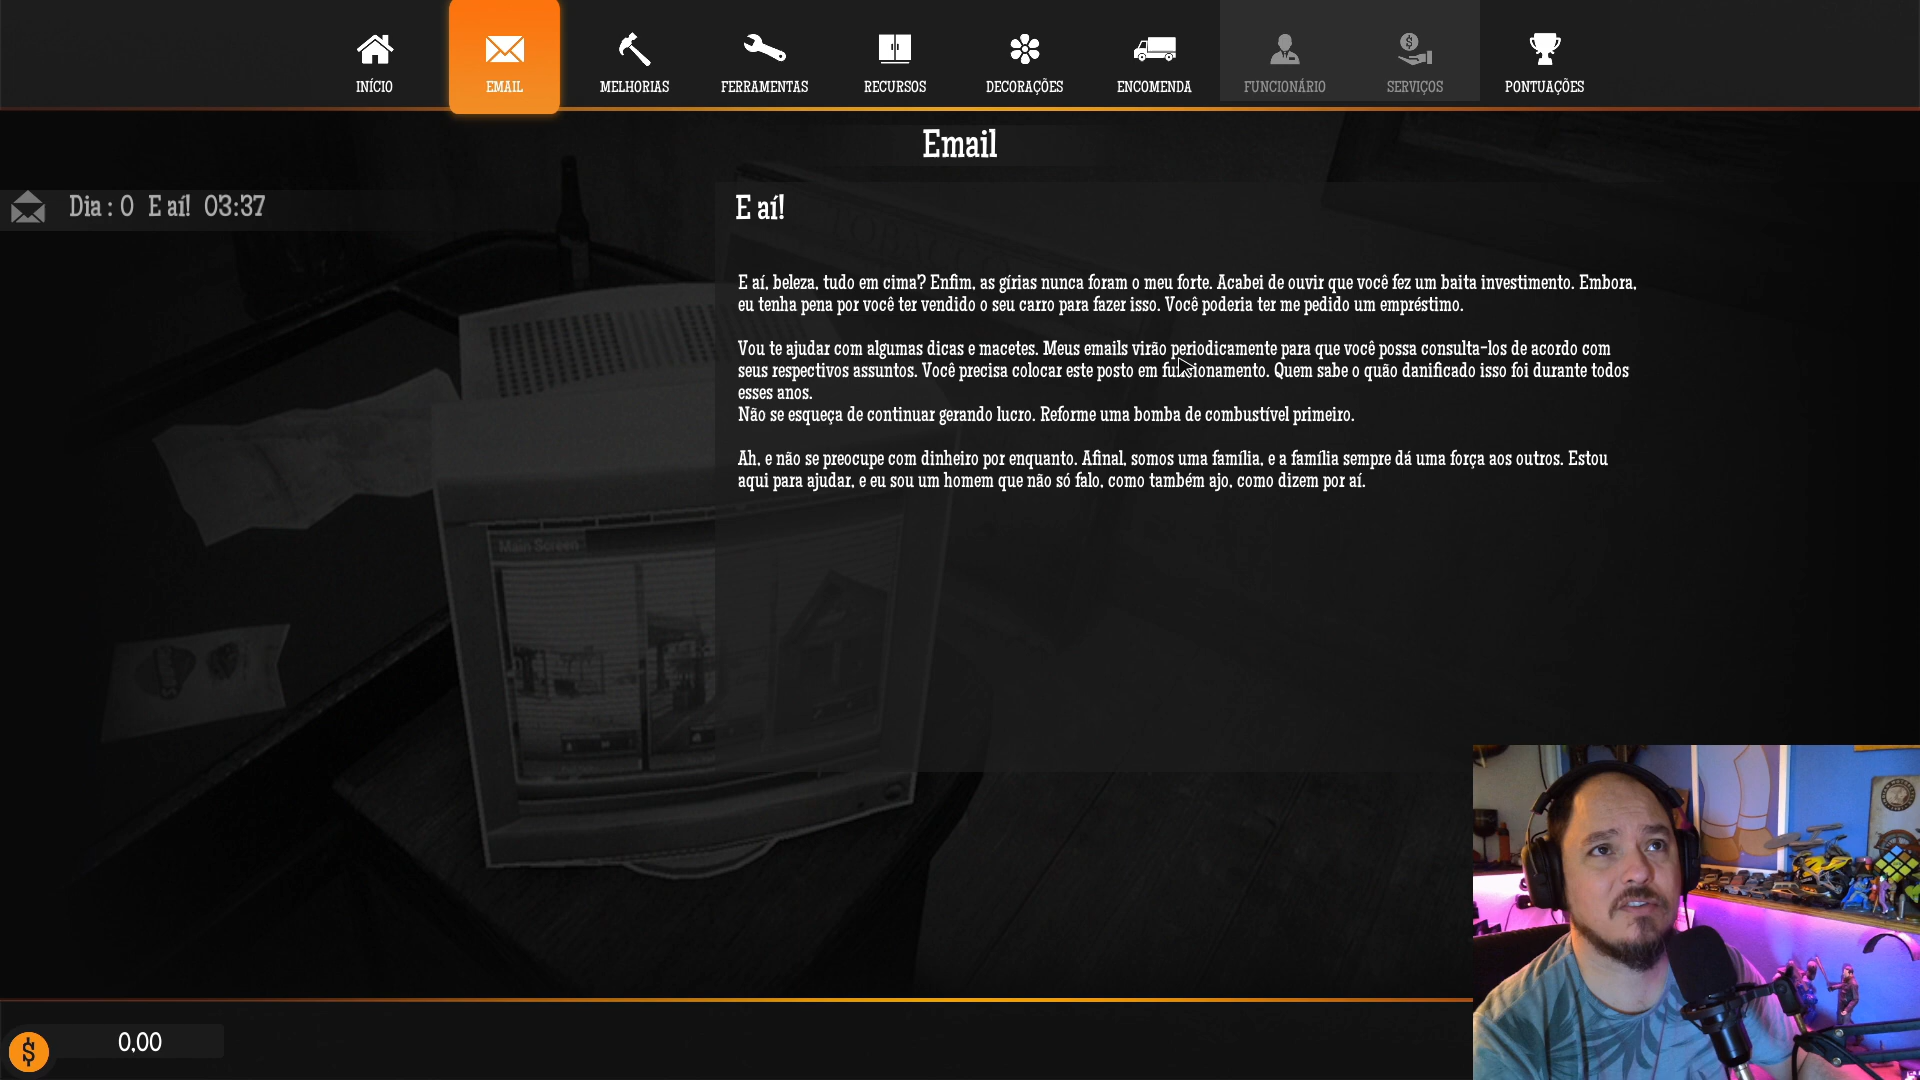 INÍCIO
EMAIL
MELHORIAS
FERRAMENTAS
RECURSOS
DECORAÇÕES
ENCOMENDA
FUNCIONÁRIO
SERVIÇOS
PONTUAÇÕES
Email
Dia : 0 E aí! 03:37
E aí!
E aí, beleza, tudo em cima? Enfim, as gírias nunca foram o meu forte. Acabei de ouvir que você fez um baita investimento. Embora,
eu tenha pena por você ter vendido o seu carro para fazer isso. Você poderia ter me pedido um empréstimo.
Vou te ajudar com algumas dicas e macetes. Meus emails virão periodicamente para que você possa consulta-los de acordo com
seus respectivos assuntos. Você precisa colocar este posto em funcionamento. Quem sabe o quão danificado isso foi durante todos
esses anos.
Não se esqueça de continuar gerando lucro. Reforme uma bomba de combustível primeiro.
Ah, e não se preocupe com dinheiro por enquanto. Afinal, somos uma família, e a família sempre dá uma força aos outros. Estou
aqui para ajudar, e eu sou um homem que não só falo, como também ajo, como dizem por aí.
Main Screen
$ 0,00